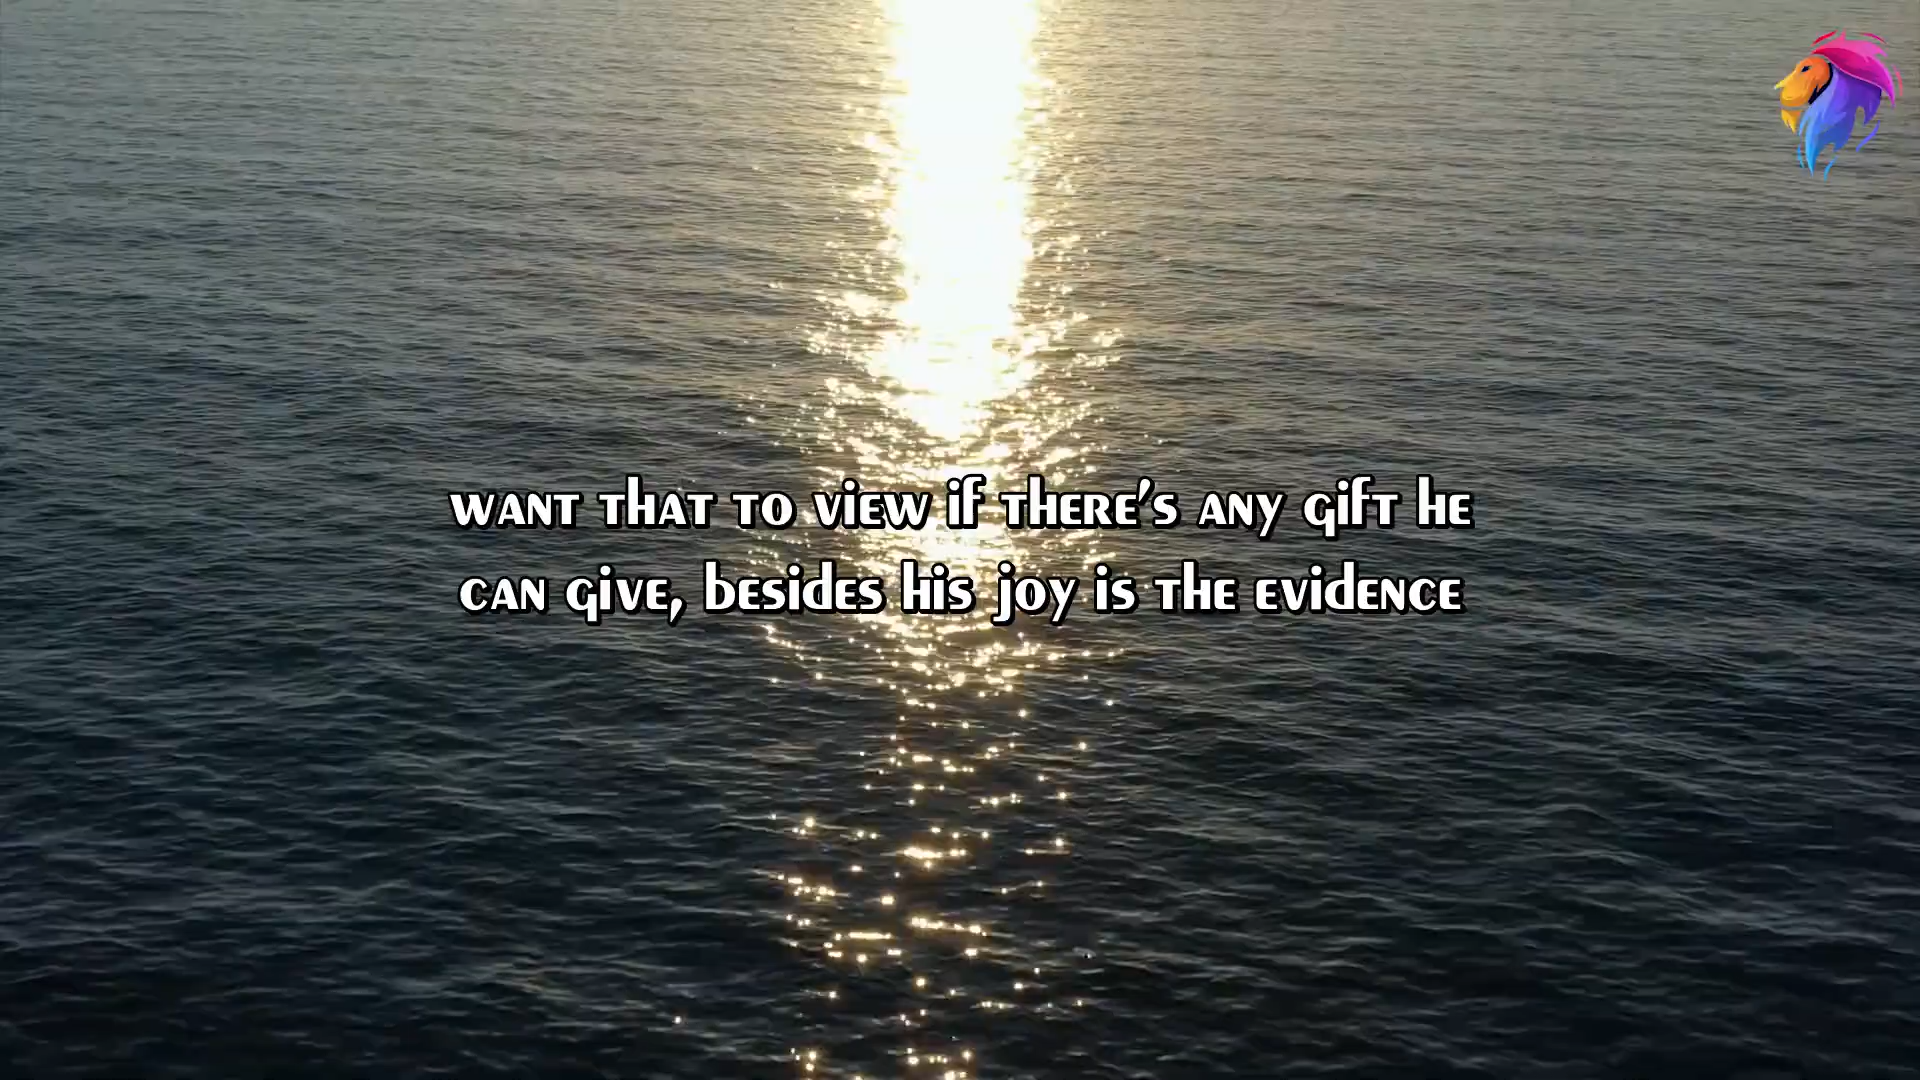 want that to view if there's any gift he
can give, besides his joy is the evidence